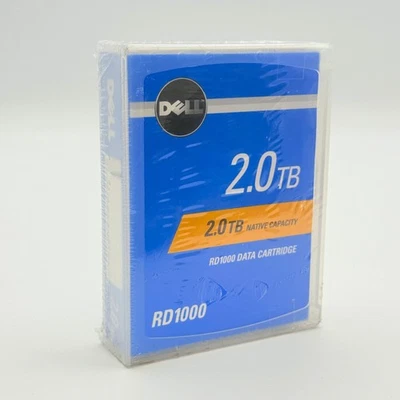 DELL
2.0TB
2.0TB NATIVE CAPACITY
RD1000 DATA CARTRIDGE
RD1000